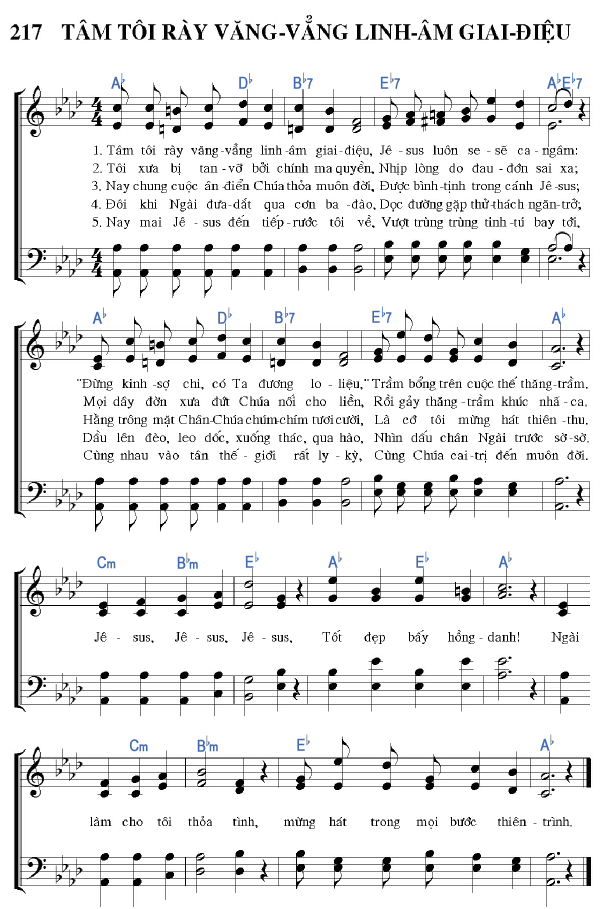 217 TÂM TÔI RÀY VĂNG-VẲNG LINH-ÂM GIAI-ĐIỆU
A♭ D♭ B♭7 E♭7 A♭ E♭7
1. Tâm tôi rày văng-vẳng linh-âm giai-điệu, Jê-sus luôn se-sẽ ca-ngâm:
2. Tôi xưa bị tan-vỡ bởi chính ma quyền, Nhịp lòng do đau-đớn sai xa;
3. Nay chung cuộc ân điển Chúa thỏa muôn đời, Được bình-tịnh trong cánh Jê-sus;
4. Đôi khi Ngài đưa-dắt qua cơn ba-đào, Dọc đường gặp thử-thách ngăn-trở;
5. Nay mai Jê-sus đến tiếp-rước tôi về, Vượt trùng trùng tinh-tú bay tới,
A♭ D♭ B♭7 E♭7 A♭
"Đừng kinh-sợ chi, có Ta đương lo-liệu," Trầm bổng trên cuộc thế thăng-trầm.
Mọi dây đờn xưa đứt Chúa nối cho liền, Rồi gảy thăng-trầm khúc nhã-ca.
Hằng trông mặt Chân-Chúa chúm-chím tươi cười, Là cớ tôi mừng hát thiên-thu.
Dầu lên đèo, leo dốc, xuống thác, qua hào, Nhìn dấu chân Ngài trước sờ-sờ.
Cùng nhau vào tân thế-giới rất ly-kỳ, Cùng Chúa cai-trị đến muôn đời.
Cm B♭m E♭ A♭ E♭ A♭
Jê-sus, Jê-sus, Jê-sus, Tốt đẹp bấy hồng-danh! Ngài
Cm B♭m E♭ A♭
làm cho tôi thỏa tình, mừng hát trong mọi bước thiên-trình.